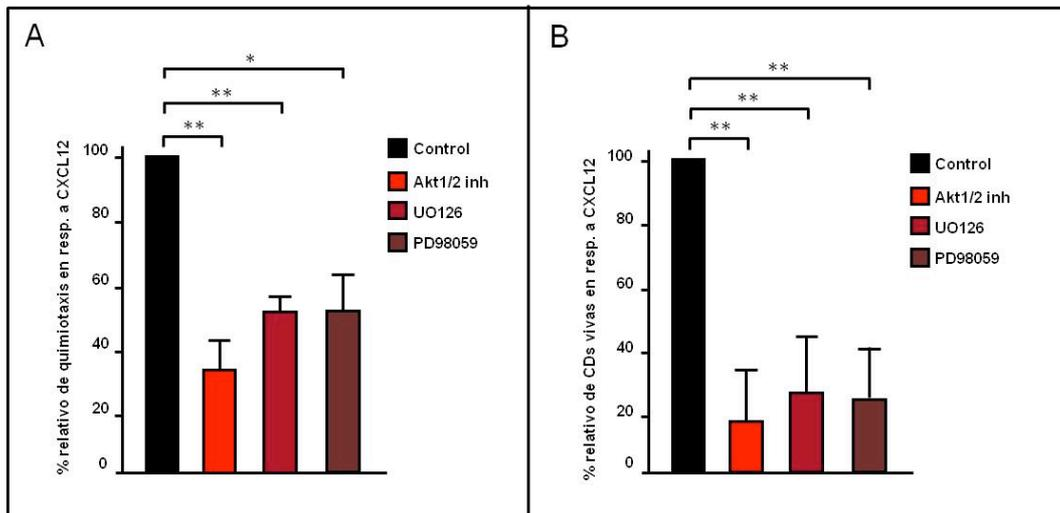 A
% relativo de quimiotaxis en resp. a CXCL12
100
80
60
40
20
0
**
**
*
Control
Akt1/2 inh
UO126
PD98059
B
% relativo de CDs vivas en resp. a CXCL12
100
80
60
40
20
0
**
**
**
Control
Akt1/2 inh
UO126
PD98059